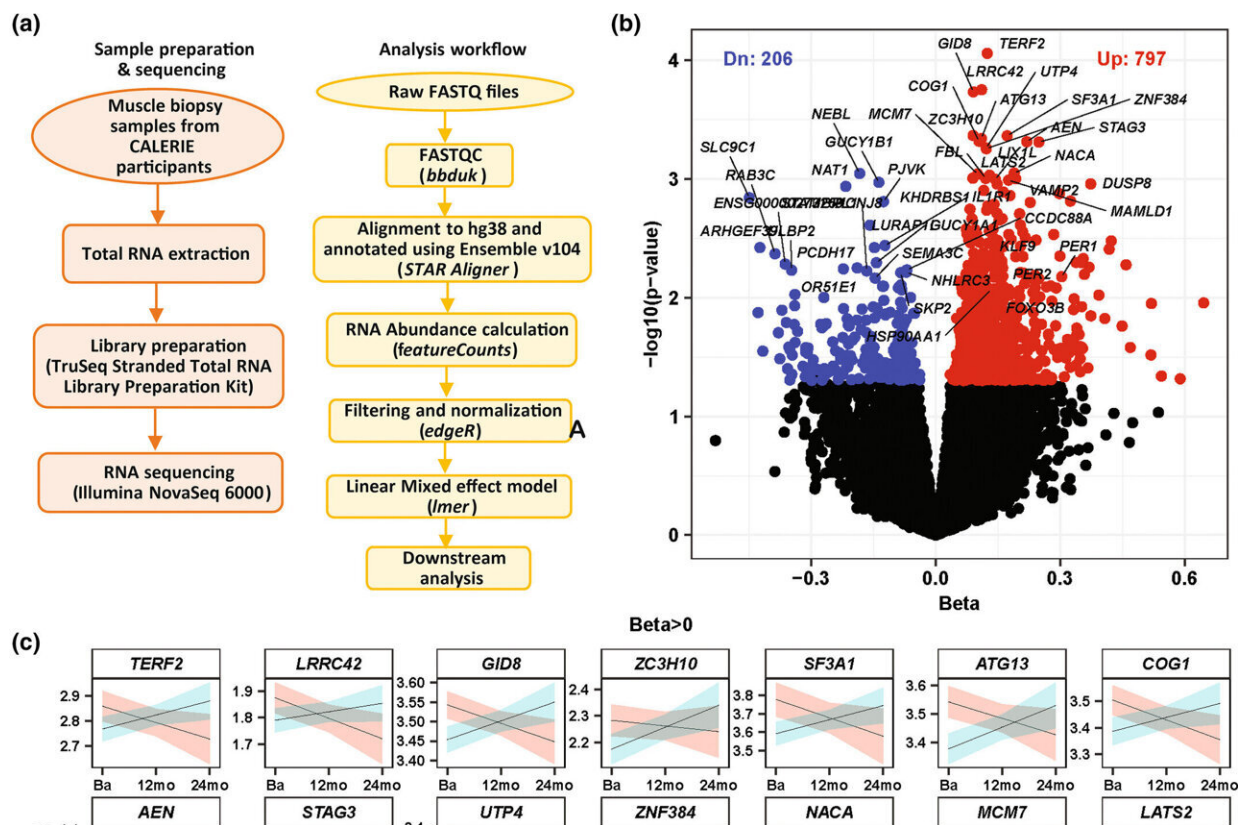 (a)
Sample preparation
& sequencing
Muscle biopsy
samples from
CALERIE
participants
Total RNA extraction
Library preparation
(TruSeq Stranded Total RNA
Library Preparation Kit)
RNA sequencing
(Illumina NovaSeq 6000)
Analysis workflow
Raw FASTQ files
FASTQC
(bbduk)
Alignment to hg38 and
annotated using Ensemble v104
(STAR Aligner)
RNA Abundance calculation
(featureCounts)
Filtering and normalization
(edgeR)
A
Linear Mixed effect model
(lmer)
Downstream
analysis
(b)
Dn: 206
Up: 797
GID8
TERF2
LRRC42
UTP4
COG1
ATG13
SF3A1
ZNF384
NEBL
MCM7
ZC3H10
AEN
STAG3
SLC9C1
GUCY1B1
FBL
LIX1L
LATS2
NACA
RAB3C
NAT1
PJVK
KHDRBS1
IL1R1
VAMP2
DUSP8
MAMLD1
LURAP1
GUCY1A1
CCDC88A
PCDH17
SEMA3C
KLF9
PER1
OR51E1
NHLRC3
PER2
SKP2
FOXO3B
HSP90AA1
−log10(p−value)
4
3
2
1
0
−0.3
0.0
0.3
0.6
Beta
(c)
Beta>0
TERF2
LRRC42
GID8
ZC3H10
SF3A1
ATG13
COG1
2.9
2.8
2.7
1.9
1.8
1.7
3.60
3.55
3.50
3.45
3.40
2.4
2.3
2.2
3.8
3.7
3.6
3.5
3.6
3.5
3.4
3.5
3.4
3.3
Ba 12mo 24mo
Ba 12mo 24mo
Ba 12mo 24mo
Ba 12mo 24mo
Ba 12mo 24mo
Ba 12mo 24mo
Ba 12mo 24mo
AEN
STAG3
UTP4
ZNF384
NACA
MCM7
LATS2